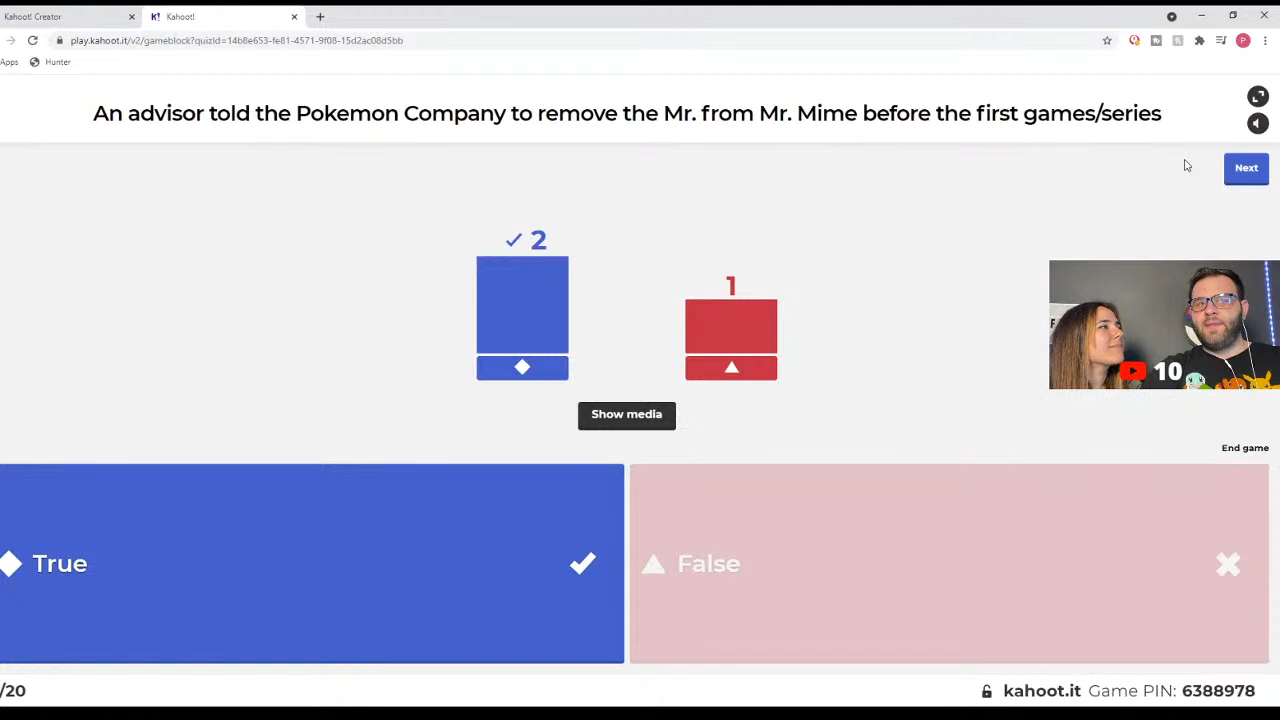 Kahoot! Creator
K! Kahoot!
play.kahoot.it/v2/gameblock?quizId=14b8e653-fe81-4571-9f08-15d2ac08d5bb
P
Apps
Hunter
An advisor told the Pokemon Company to remove the Mr. from Mr. Mime before the first games/series
Next
2
1
F
10
Show media
End game
True
False
/20
kahoot.it Game PIN: 6388978